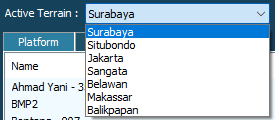 Active Terrain : Surabaya
Surabaya
Platform
Situbondo
Jakarta
Name
Sangata
Ahmad Yani - 3
Belawan
BMP2
Makassar
Balikpapan